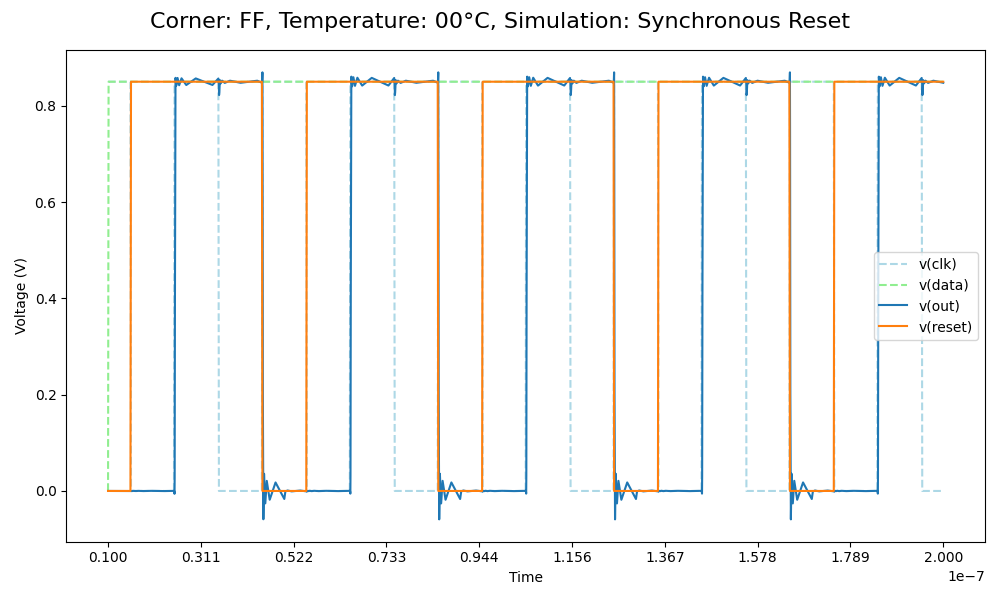 Corner: FF, Temperature: 00°C, Simulation: Synchronous Reset
Voltage (V)
0.8
0.6
0.4
0.2
0.0
v(clk)
v(data)
v(out)
v(reset)
0.100 0.311 0.522 0.733 0.944 1.156 1.367 1.578 1.789 2.000
1e−7
Time